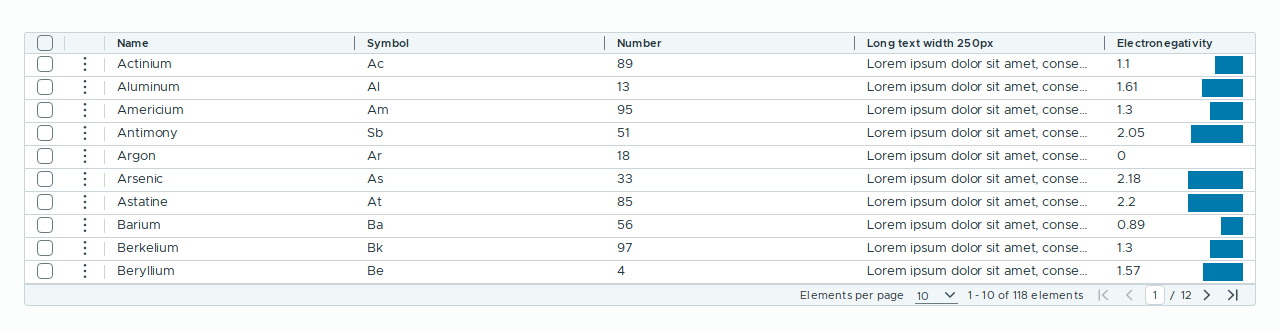 Name Symbol Number Long text width 250px Electronegativity
Actinium Ac 89 Lorem ipsum dolor sit amet, conse... 1.1
Aluminum Al 13 Lorem ipsum dolor sit amet, conse... 1.61
Americium Am 95 Lorem ipsum dolor sit amet, conse... 1.3
Antimony Sb 51 Lorem ipsum dolor sit amet, conse... 2.05
Argon Ar 18 Lorem ipsum dolor sit amet, conse... 0
Arsenic As 33 Lorem ipsum dolor sit amet, conse... 2.18
Astatine At 85 Lorem ipsum dolor sit amet, conse... 2.2
Barium Ba 56 Lorem ipsum dolor sit amet, conse... 0.89
Berkelium Bk 97 Lorem ipsum dolor sit amet, conse... 1.3
Beryllium Be 4 Lorem ipsum dolor sit amet, conse... 1.57
Elements per page 10 1 - 10 of 118 elements 1 / 12